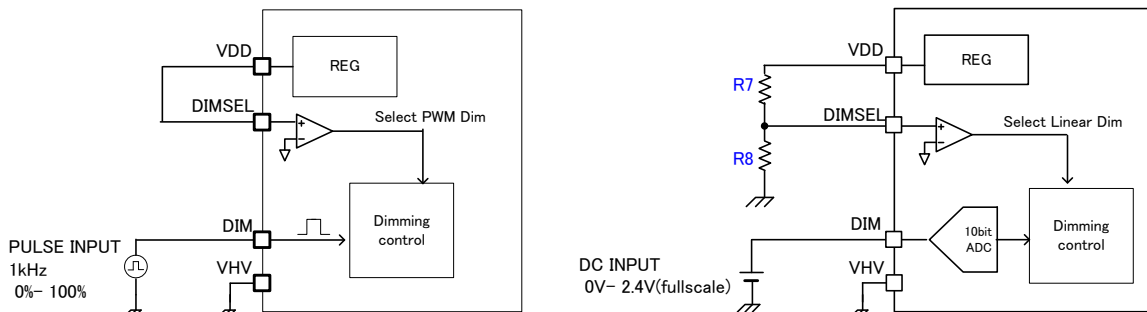 VDD
REG
DIMSEL
Select PWM Dim
DIM
Dimming
control
PULSE INPUT
1kHz
0%- 100%
VHV
VDD
REG
R7
DIMSEL
Select Linear Dim
R8
DIM
10bit
ADC
Dimming
control
DC INPUT
0V- 2.4V(fullscale)
VHV